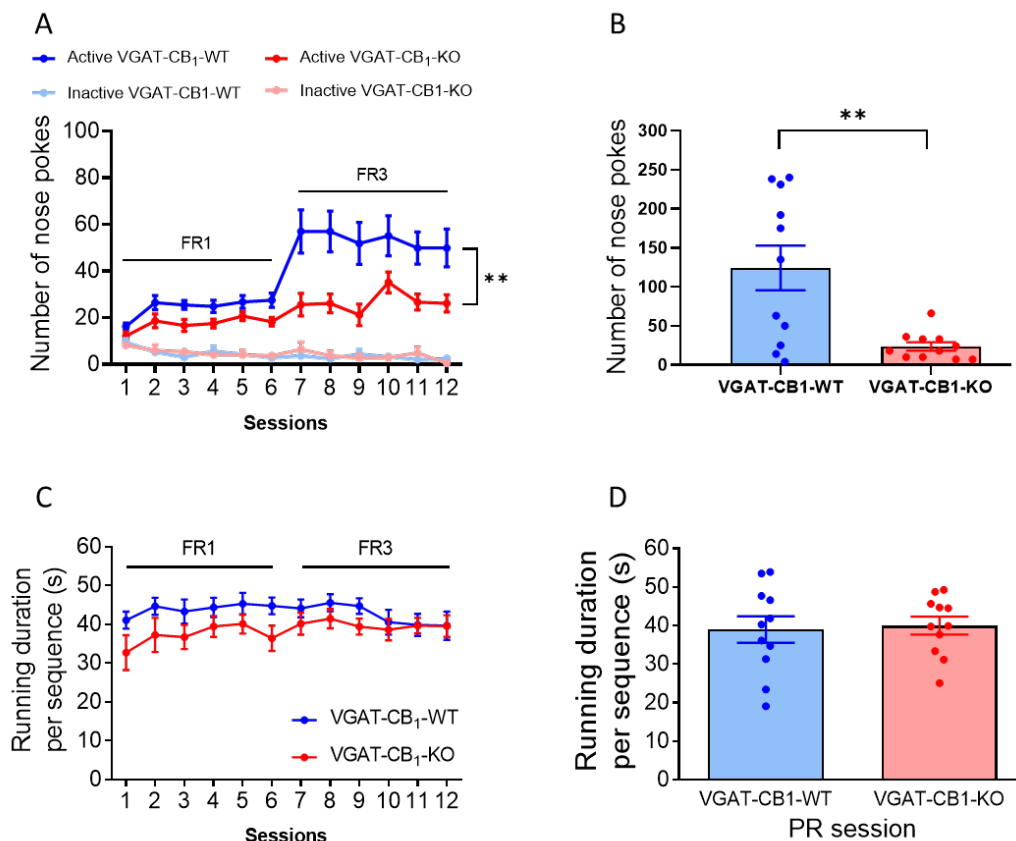 A
Active VGAT-CB₁-WT
Active VGAT-CB₁-KO
Inactive VGAT-CB1-WT
Inactive VGAT-CB1-KO
Number of nose pokes
100
80
60
40
20
0
FR1
FR3
**
1 2 3 4 5 6 7 8 9 10 11 12
Sessions
B
Number of nose pokes
300
250
200
150
100
50
0
**
VGAT-CB1-WT
VGAT-CB1-KO
C
Running duration
per sequence (s)
60
50
40
30
20
10
0
FR1
FR3
VGAT-CB₁-WT
VGAT-CB₁-KO
1 2 3 4 5 6 7 8 9 10 11 12
Sessions
D
Running duration
per sequence (s)
60
50
40
30
20
10
0
VGAT-CB1-WT
VGAT-CB1-KO
PR session